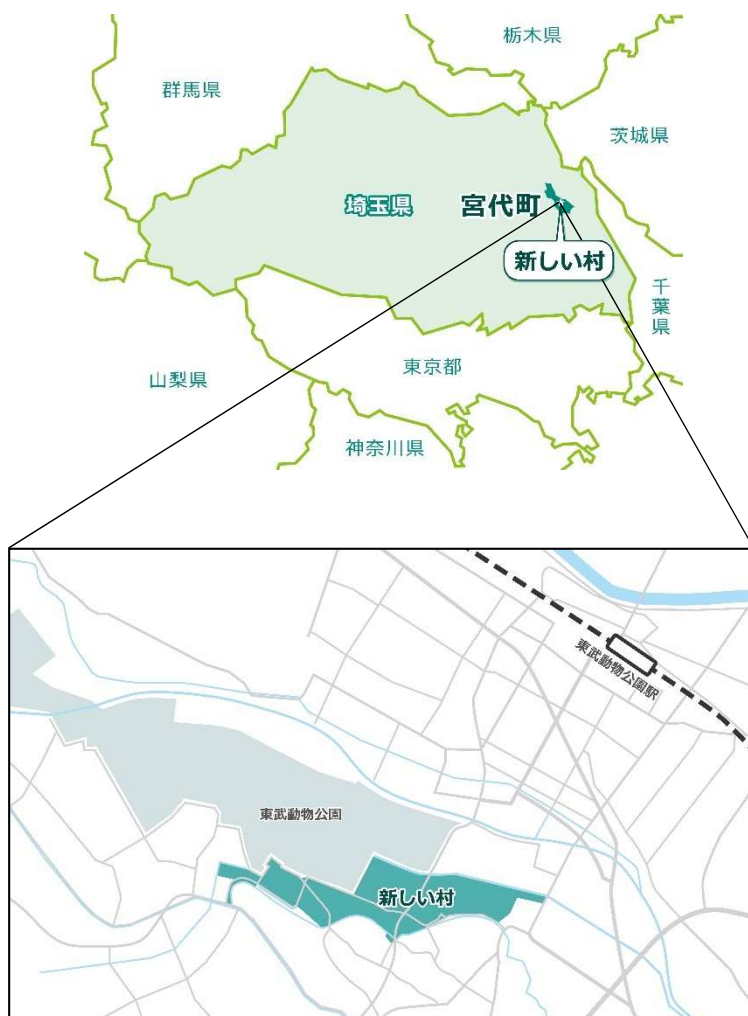 栃木県
群馬県
茨城県
埼玉県
宮代町
新しい村
千葉県
東京都
山梨県
神奈川県
東武動物公園駅
東武動物公園
新しい村